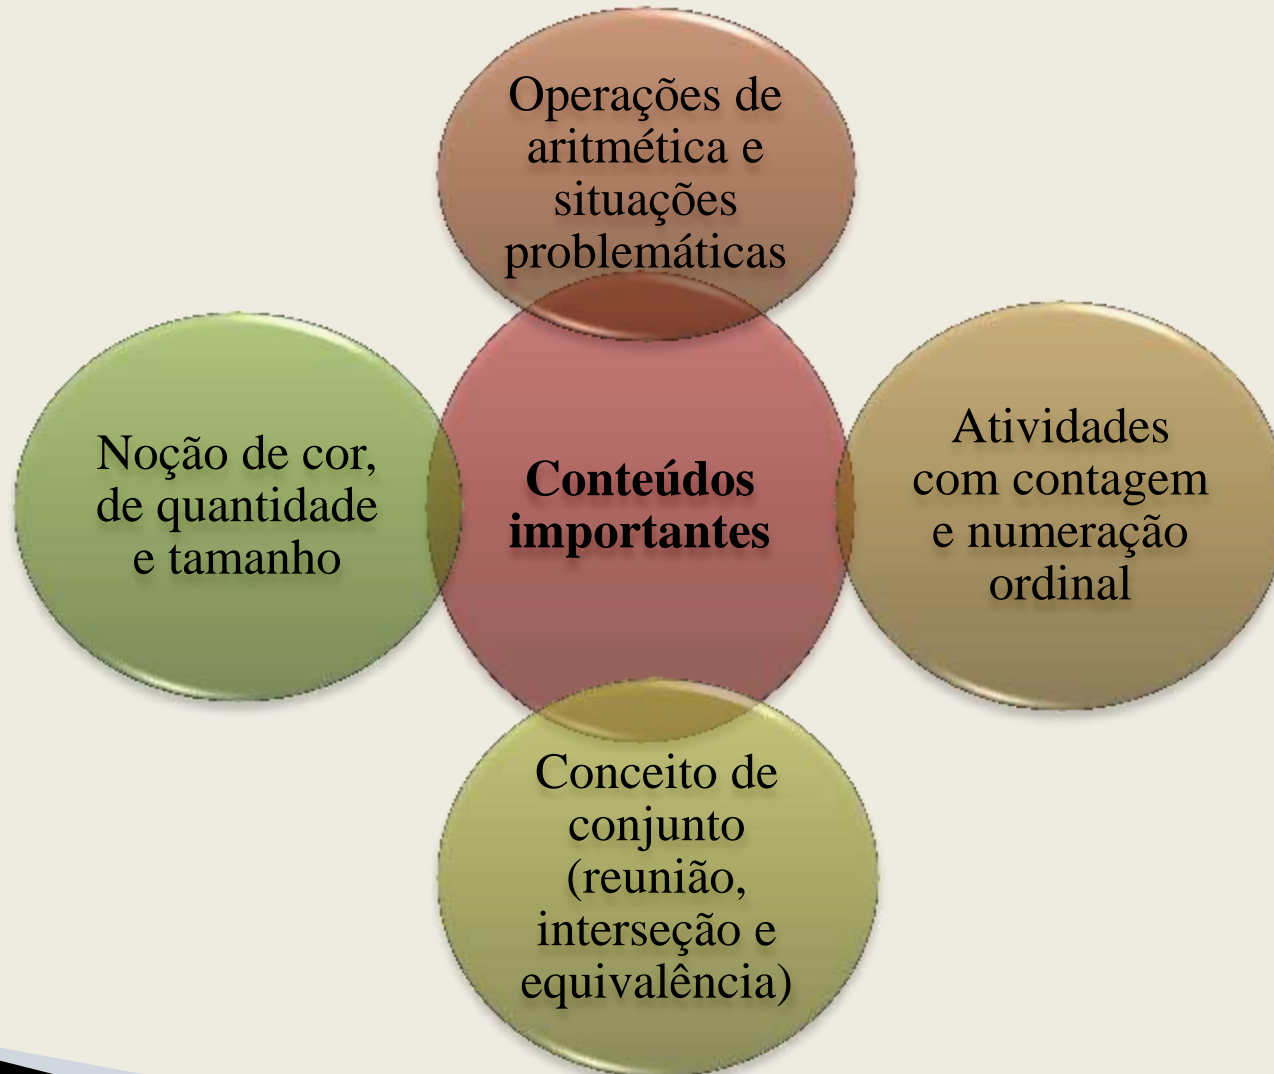 Operações de
aritmética e
situações
problemáticas
Noção de cor,
de quantidade
e tamanho
Conteúdos
importantes
Atividades
com contagem
e numeração
ordinal
Conceito de
conjunto
(reunião,
interseção e
equivalência)